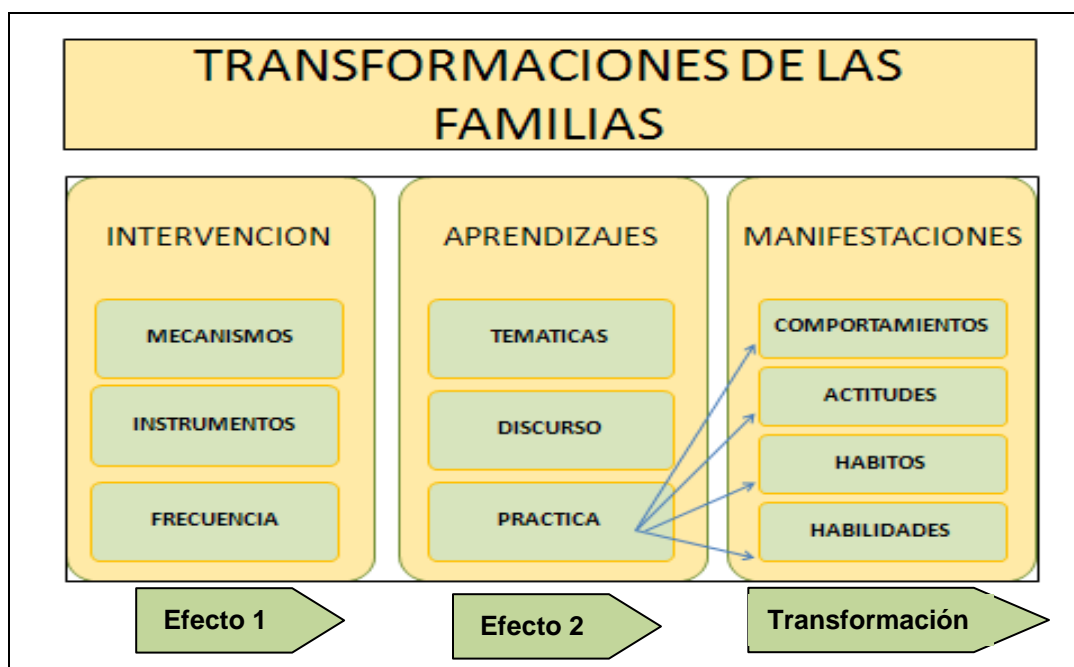 TRANSFORMACIONES DE LAS
FAMILIAS
INTERVENCION
MECANISMOS
INSTRUMENTOS
FRECUENCIA
APRENDIZAJES
TEMATICAS
DISCURSO
PRACTICA
MANIFESTACIONES
COMPORTAMIENTOS
ACTITUDES
HABITOS
HABILIDADES
Efecto 1
Efecto 2
Transformación